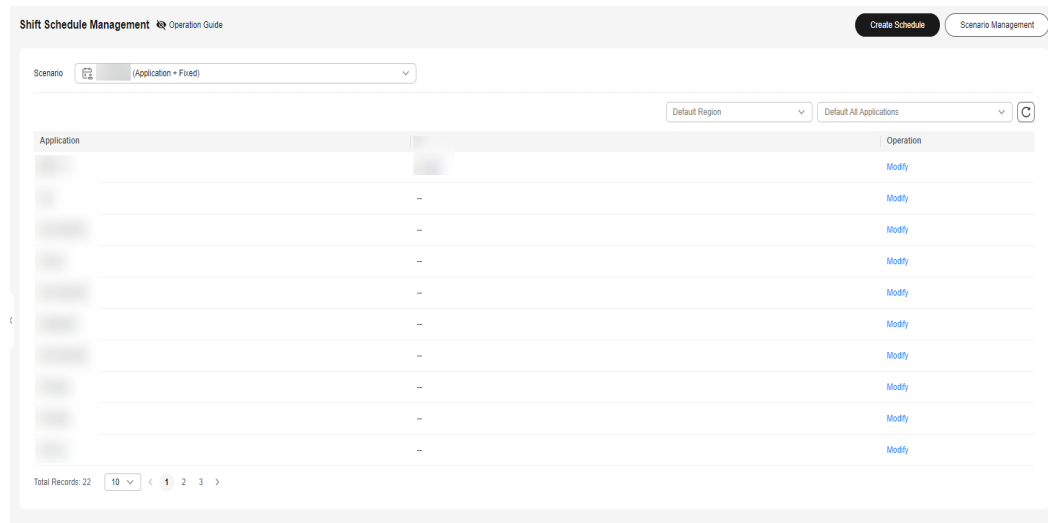 Shift Schedule Management Operation Guide Create Schedule Scenario Management
Scenario (Application + Fixed)
Default Region Default All Applications
Application Operation
Modify
-- Modify
-- Modify
-- Modify
-- Modify
-- Modify
-- Modify
-- Modify
-- Modify
-- Modify
Total Records: 22 10 1 2 3